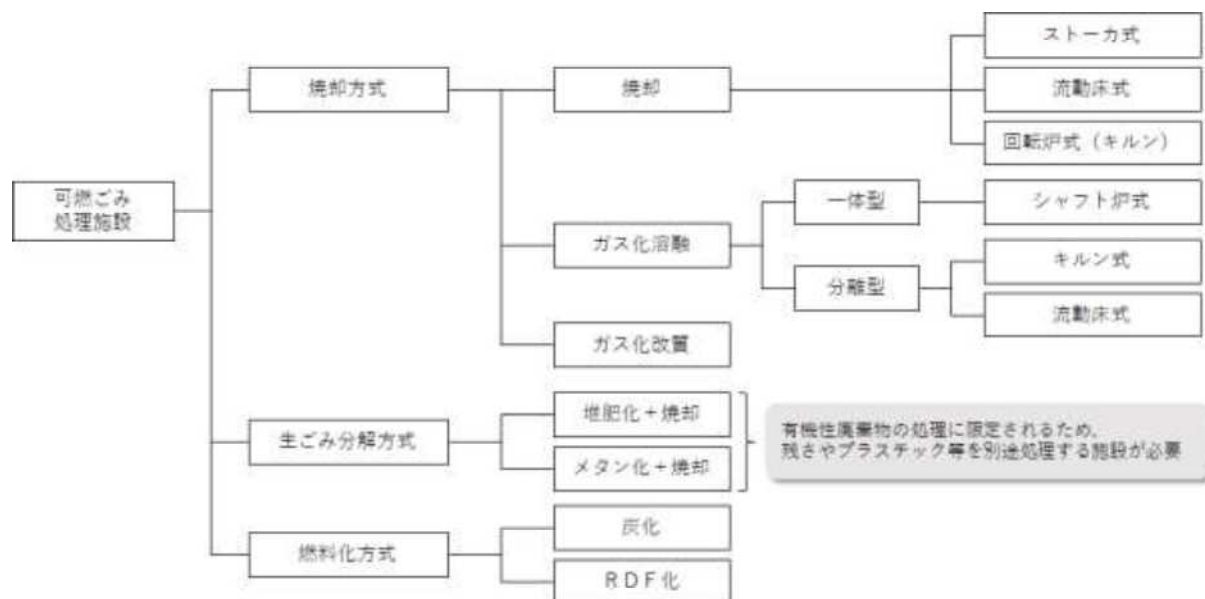 可燃ごみ
処理施設
焼却方式
焼却
ストーカ式
流動床式
回転炉式（キルン）
ガス化溶融
一体型
シャフト炉式
分離型
キルン式
流動床式
ガス化改質
生ごみ分解方式
堆肥化＋焼却
メタン化＋焼却
有機性廃棄物の処理に限定されるため、
残さやプラスチック等を別途処理する施設が必要
燃料化方式
炭化
ＲＤＦ化